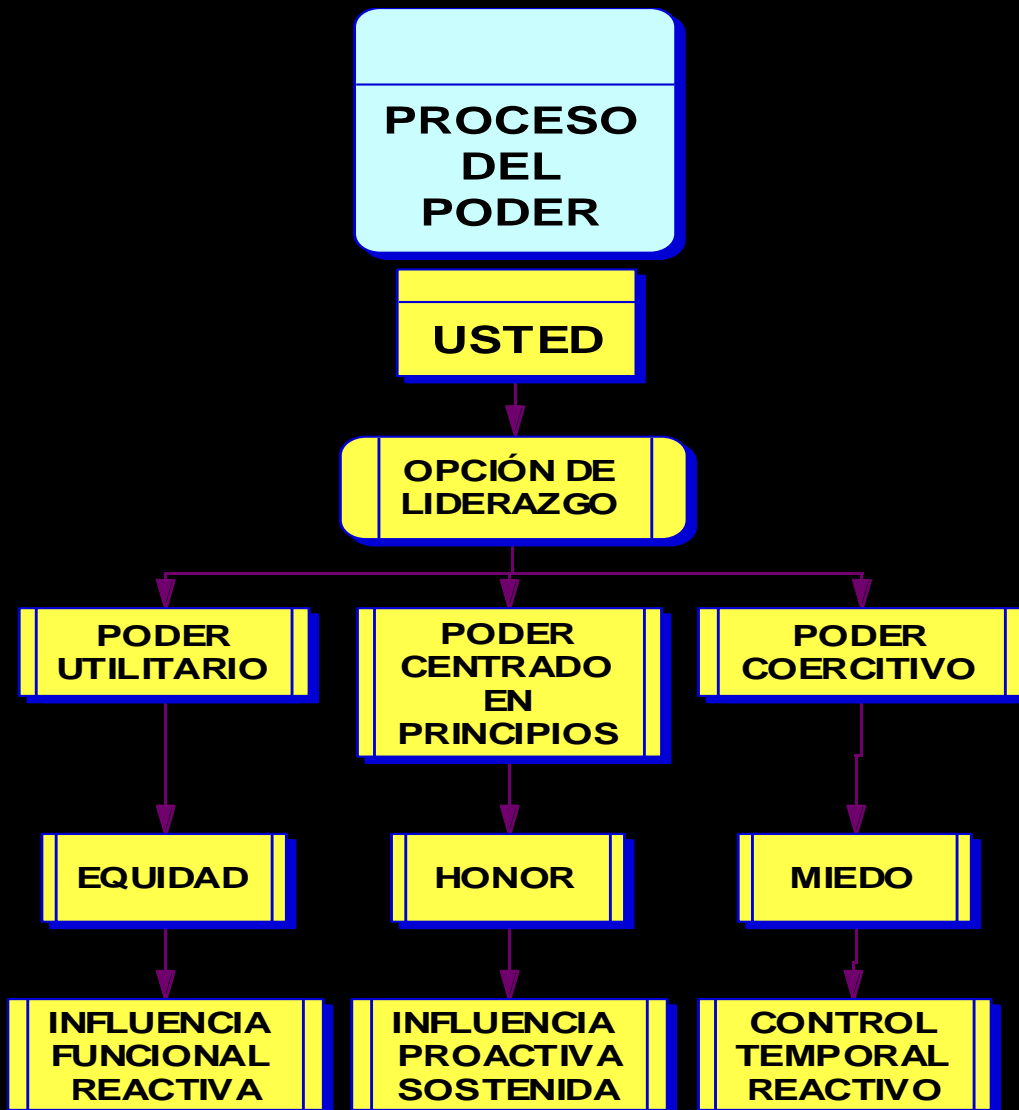 PROCESO
DEL
PODER
USTED
OPCIÓN DE
LIDERAZGO
PODER
UTILITARIO
PODER
CENTRADO
EN
PRINCIPIOS
PODER
COERCITIVO
EQUIDAD
HONOR
MIEDO
INFLUENCIA
FUNCIONAL
REACTIVA
INFLUENCIA
PROACTIVA
SOSTENIDA
CONTROL
TEMPORAL
REACTIVO